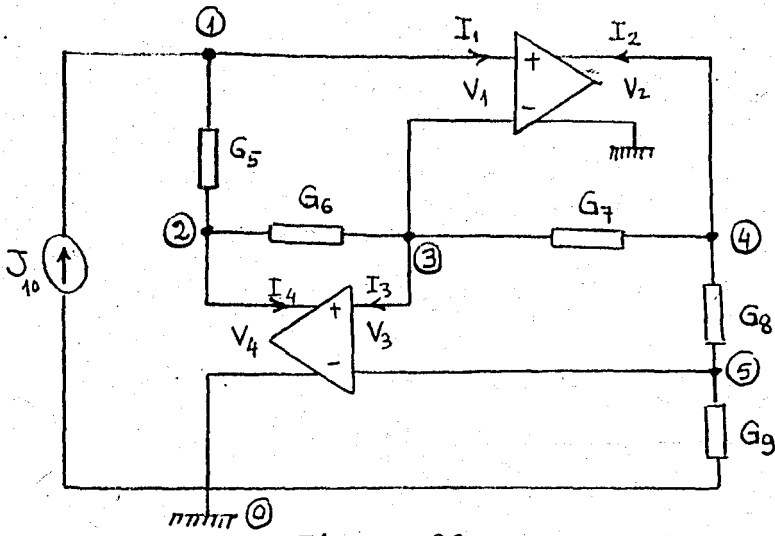 ①
I₁
I₂
+
V₁
V₂
-
G₅
G₆
G₇
②
③
④
J₁₀
I₄
I₃
+
G₈
V₄
V₃
-
⑤
G₉
⓪